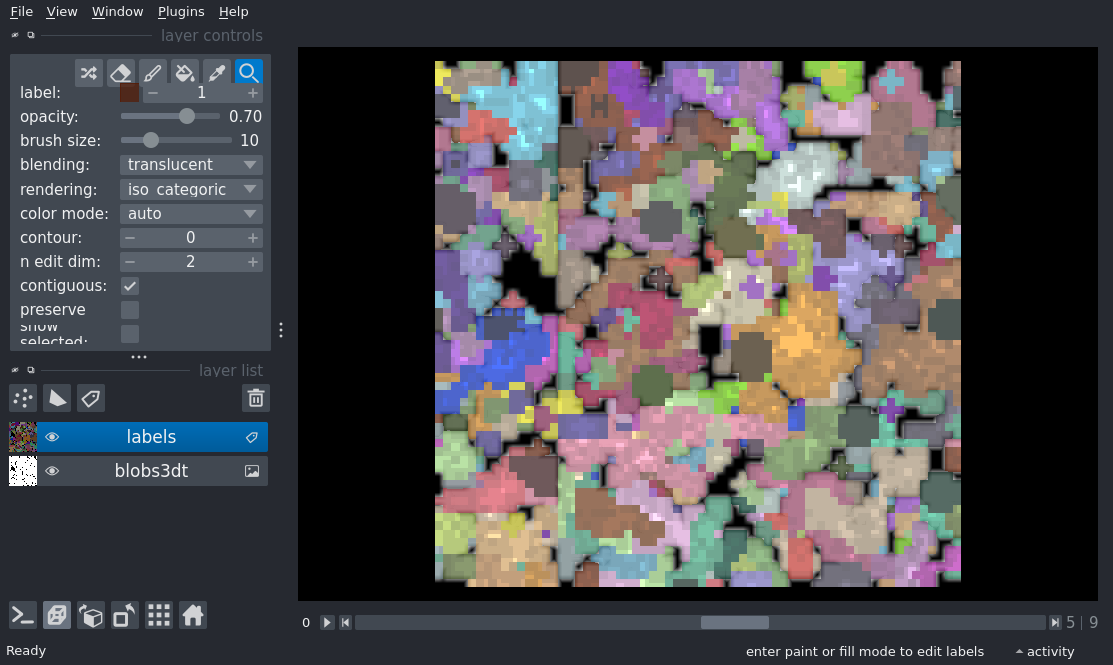 File View Window Plugins Help
layer controls
label: 1
opacity: 0.70
brush size: 10
blending: translucent
rendering: iso_categoric
color mode: auto
contour: 0
n edit dim: 2
contiguous:
preserve
show
selected:
layer list
labels
blobs3dt
0 5 | 9
Ready enter paint or fill mode to edit labels activity